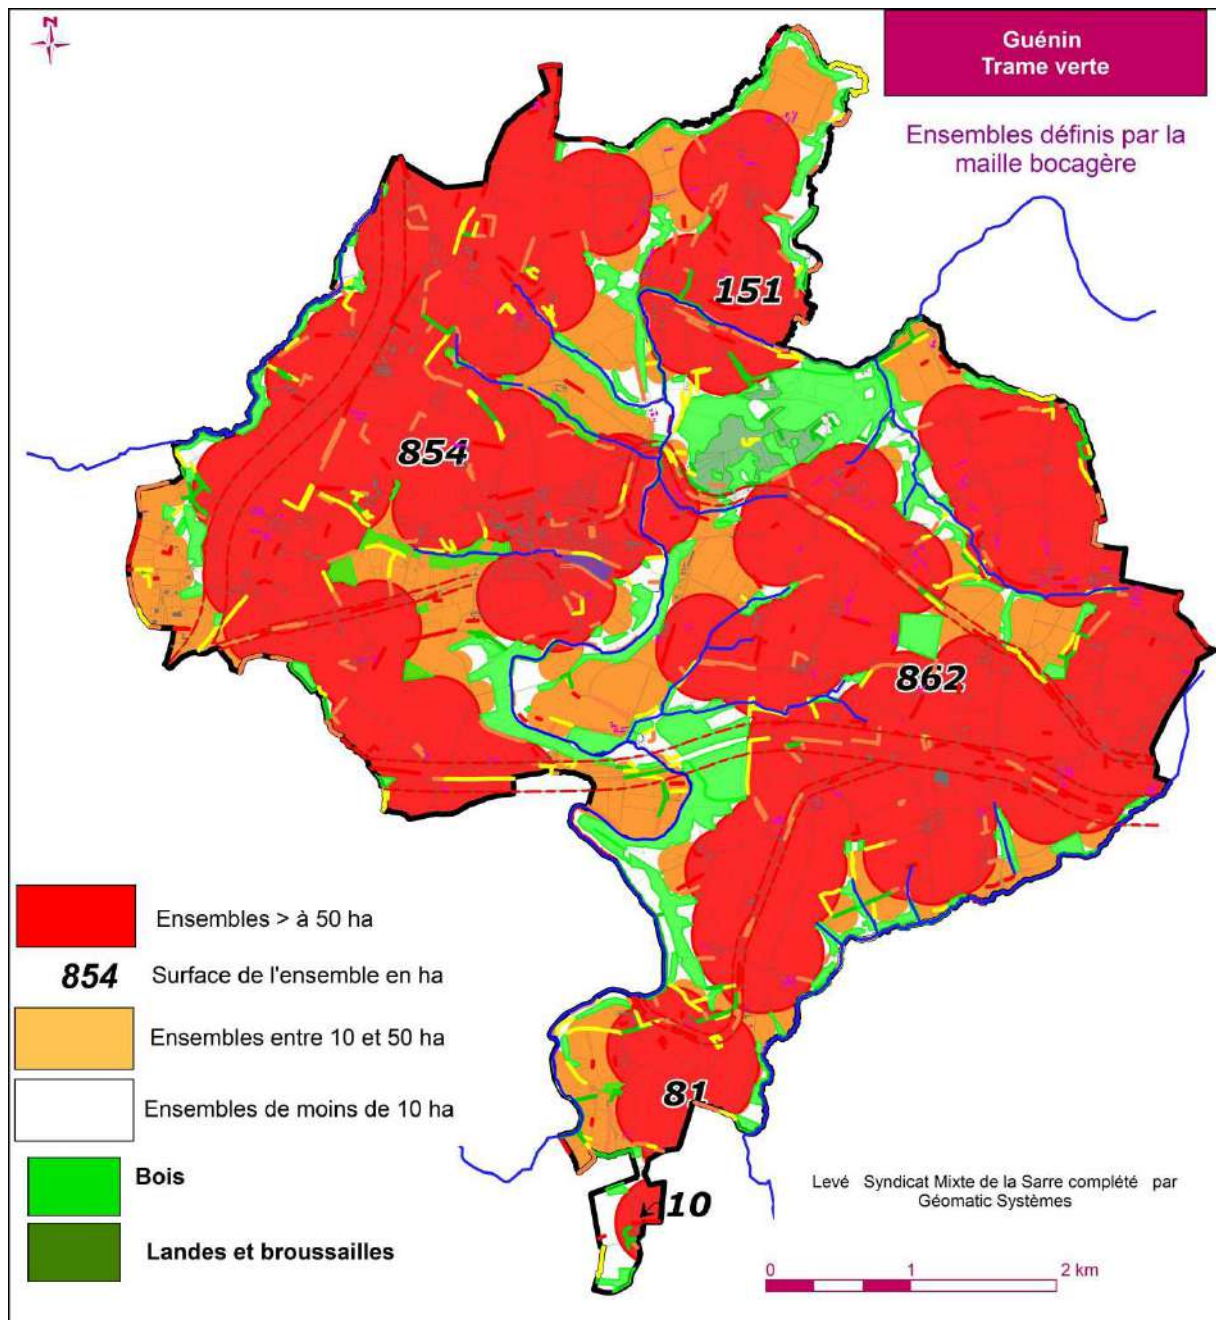 N
Guénin
Trame verte
Ensembles définis par la
maille bocagère
151
854
862
81
10
Ensembles > à 50 ha
854 Surface de l'ensemble en ha
Ensembles entre 10 et 50 ha
Ensembles de moins de 10 ha
Bois
Landes et broussailles
Levé Syndicat Mixte de la Sarre complété par
Géomatic Systèmes
0 1 2 km